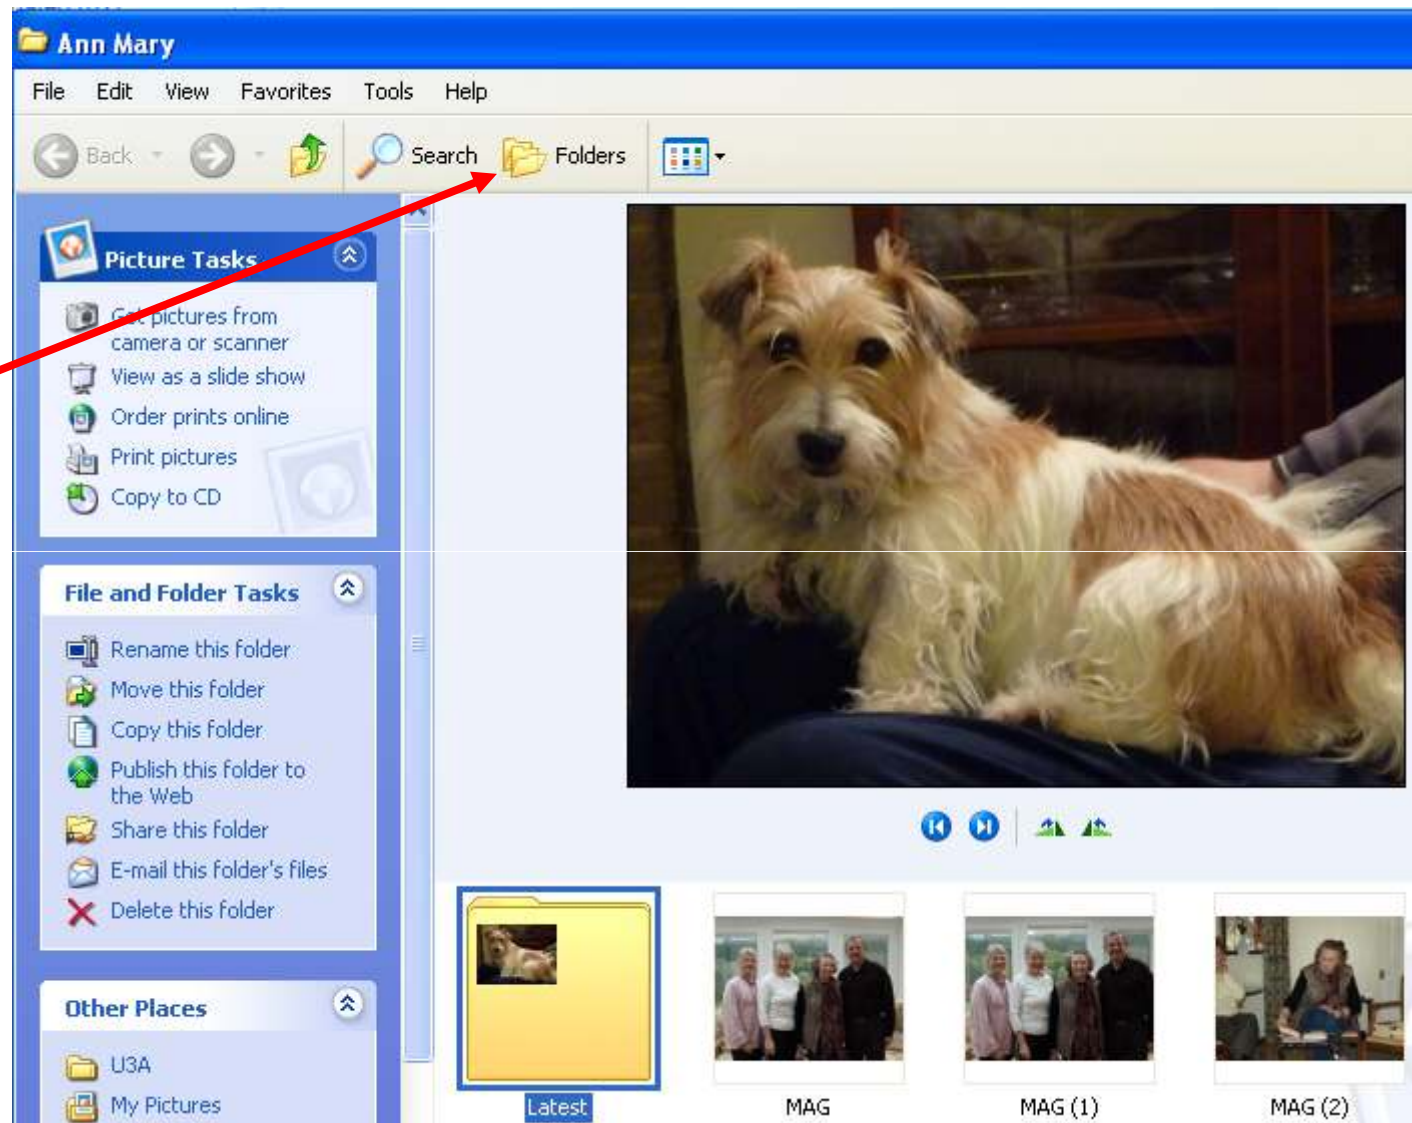 Ann Mary
File Edit View Favorites Tools Help
Back Search Folders
Picture Tasks
Get pictures from
camera or scanner
View as a slide show
Order prints online
Print pictures
Copy to CD
File and Folder Tasks
Rename this folder
Move this folder
Copy this folder
Publish this folder to
the Web
Share this folder
E-mail this folder's files
Delete this folder
Other Places
U3A
My Pictures
Latest MAG MAG (1) MAG (2)